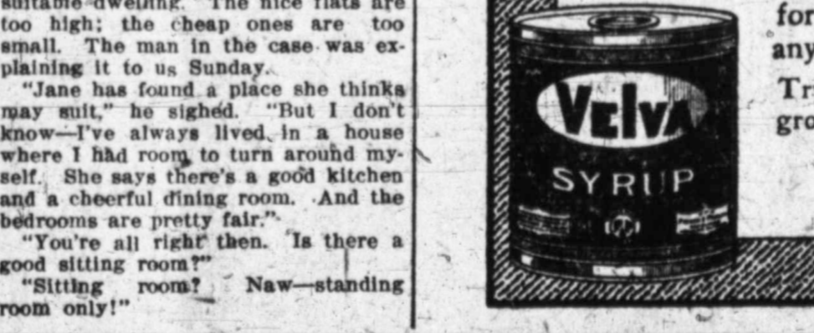 suitable dwelling. The nice flats are
too high; the cheap ones are too
small. The man in the case was ex-
plaining it to us Sunday.
"Jane has found a place she thinks
may suit," he sighed. "But I don't
know—I've always lived in a house
where I had room to turn around my-
self. She says there's a good kitchen
and a cheerful dining room. And the
bedrooms are pretty fair."
"You're all right then. Is there a
good sitting room?"
"Sitting room? Naw—standing
room only!"
VELVA
SYRUP
for
any
Tr
gro